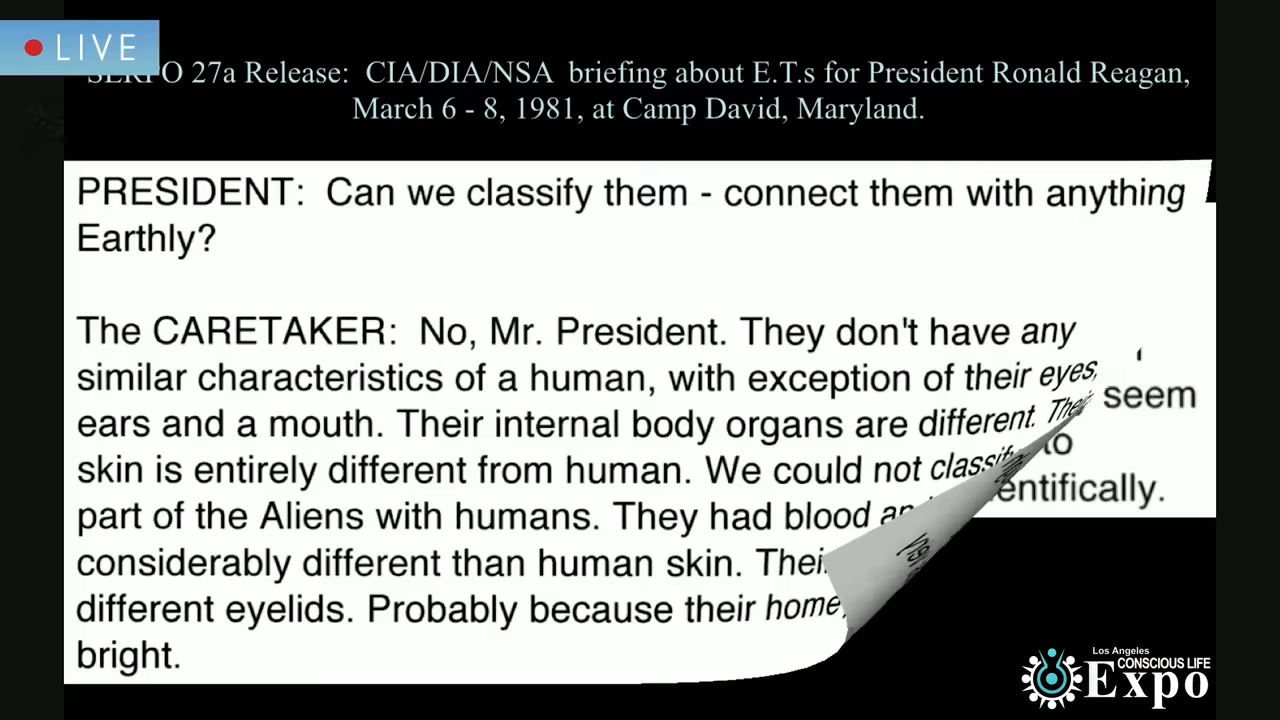 LIVE
27a Release: CIA/DIA/NSA briefing about E.T.s for President Ronald Reagan,
March 6 - 8, 1981, at Camp David, Maryland.
PRESIDENT: Can we classify them - connect them with anything
Earthly?
The CARETAKER: No, Mr. President. They don't have any
similar characteristics of a human, with exception of their eyes,
ears and a mouth. Their internal body organs are different.
seem
skin is entirely different from human. We could not
to
part of the Aliens with humans. They had blood
considerably different than human skin.
different eyelids. Probably because their home
bright.
Los Angeles
CONSCIOUS LIFE
Expo